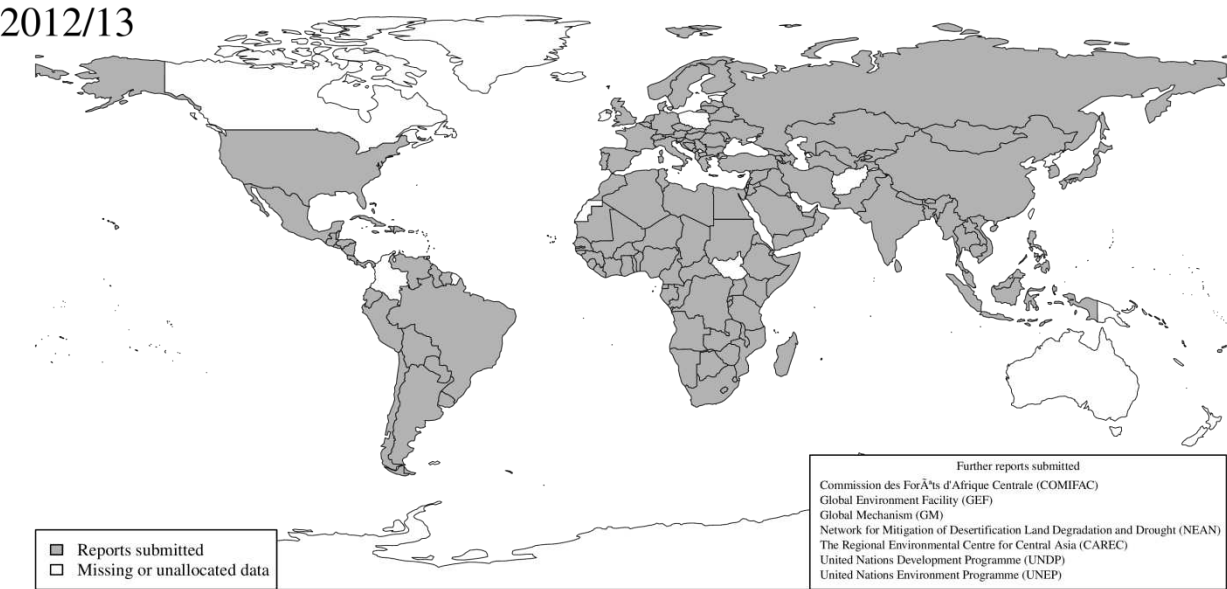 2012/13
Reports submitted
Missing or unallocated data
Further reports submitted
Commission des ForÃªts d'Afrique Centrale (COMIFAC)
Global Environment Facility (GEF)
Global Mechanism (GM)
Network for Mitigation of Desertification Land Degradation and Drought (NEAN)
The Regional Environmental Centre for Central Asia (CAREC)
United Nations Development Programme (UNDP)
United Nations Environment Programme (UNEP)